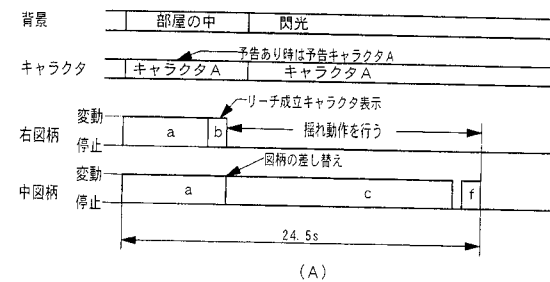 背景 部屋の中 閃光
予告あり時は予告キャラクタA
キャラクタ キャラクタA キャラクタA
リーチ成立キャラクタ表示
変動
右図柄 a b 揺れ動作を行う
停止
図柄の差し替え
変動
中図柄 a c f
停止
24.5s
(A)